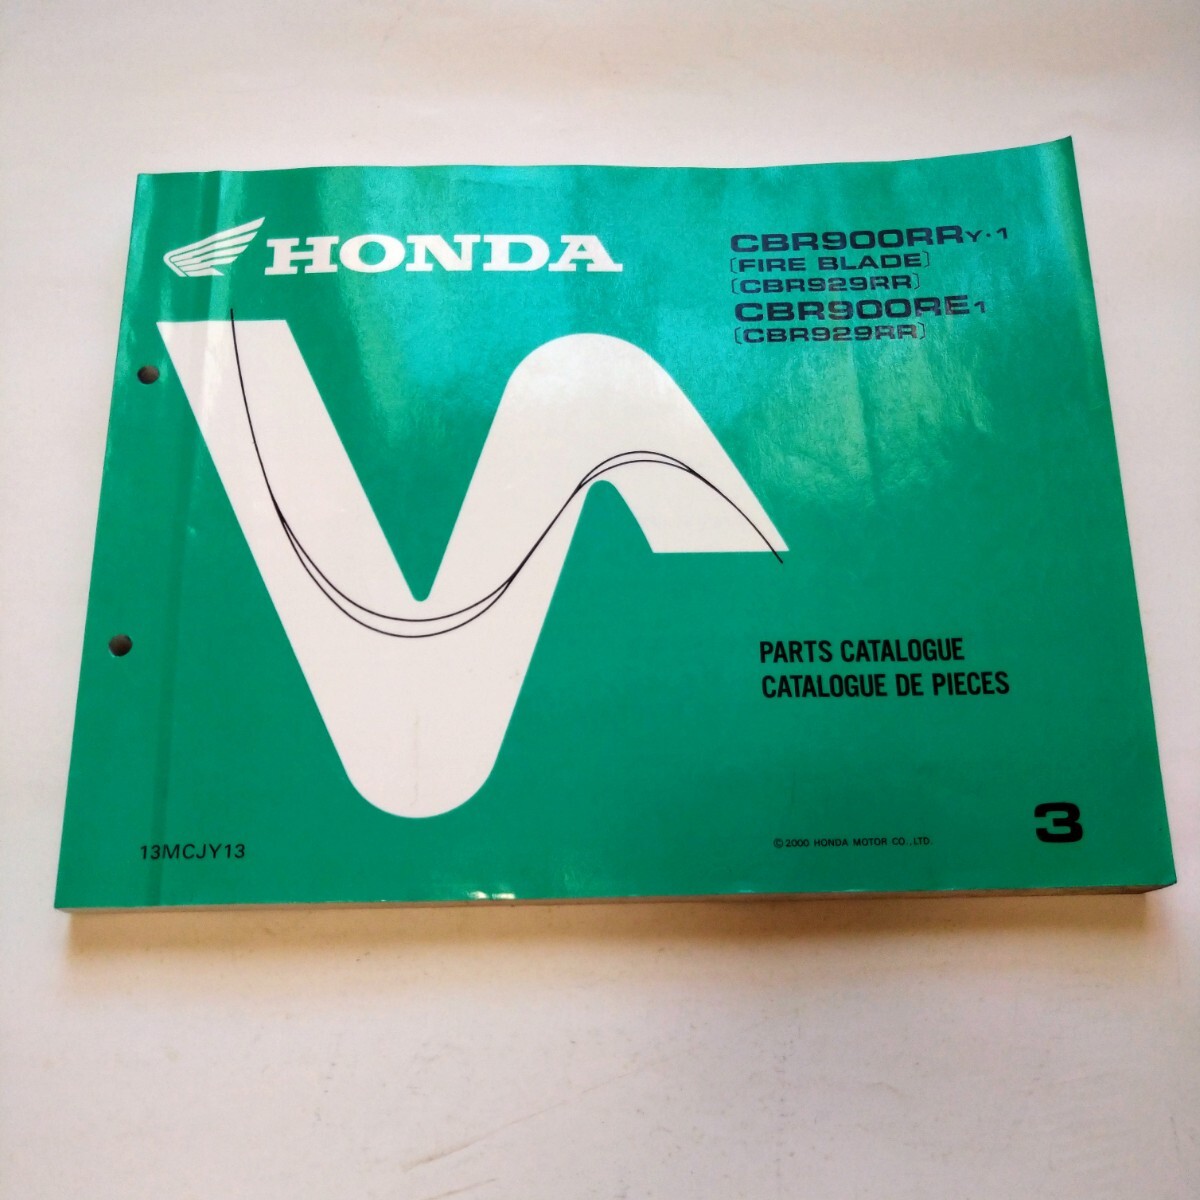 HONDA
CBR900RRY·1
[FIRE BLADE]
[CBR929RR]
CBR900RE1
[CBR929RR]
PARTS CATALOGUE
CATALOGUE DE PIECES
3
13MCJY13
©2000 HONDA MOTOR CO.,LTD.